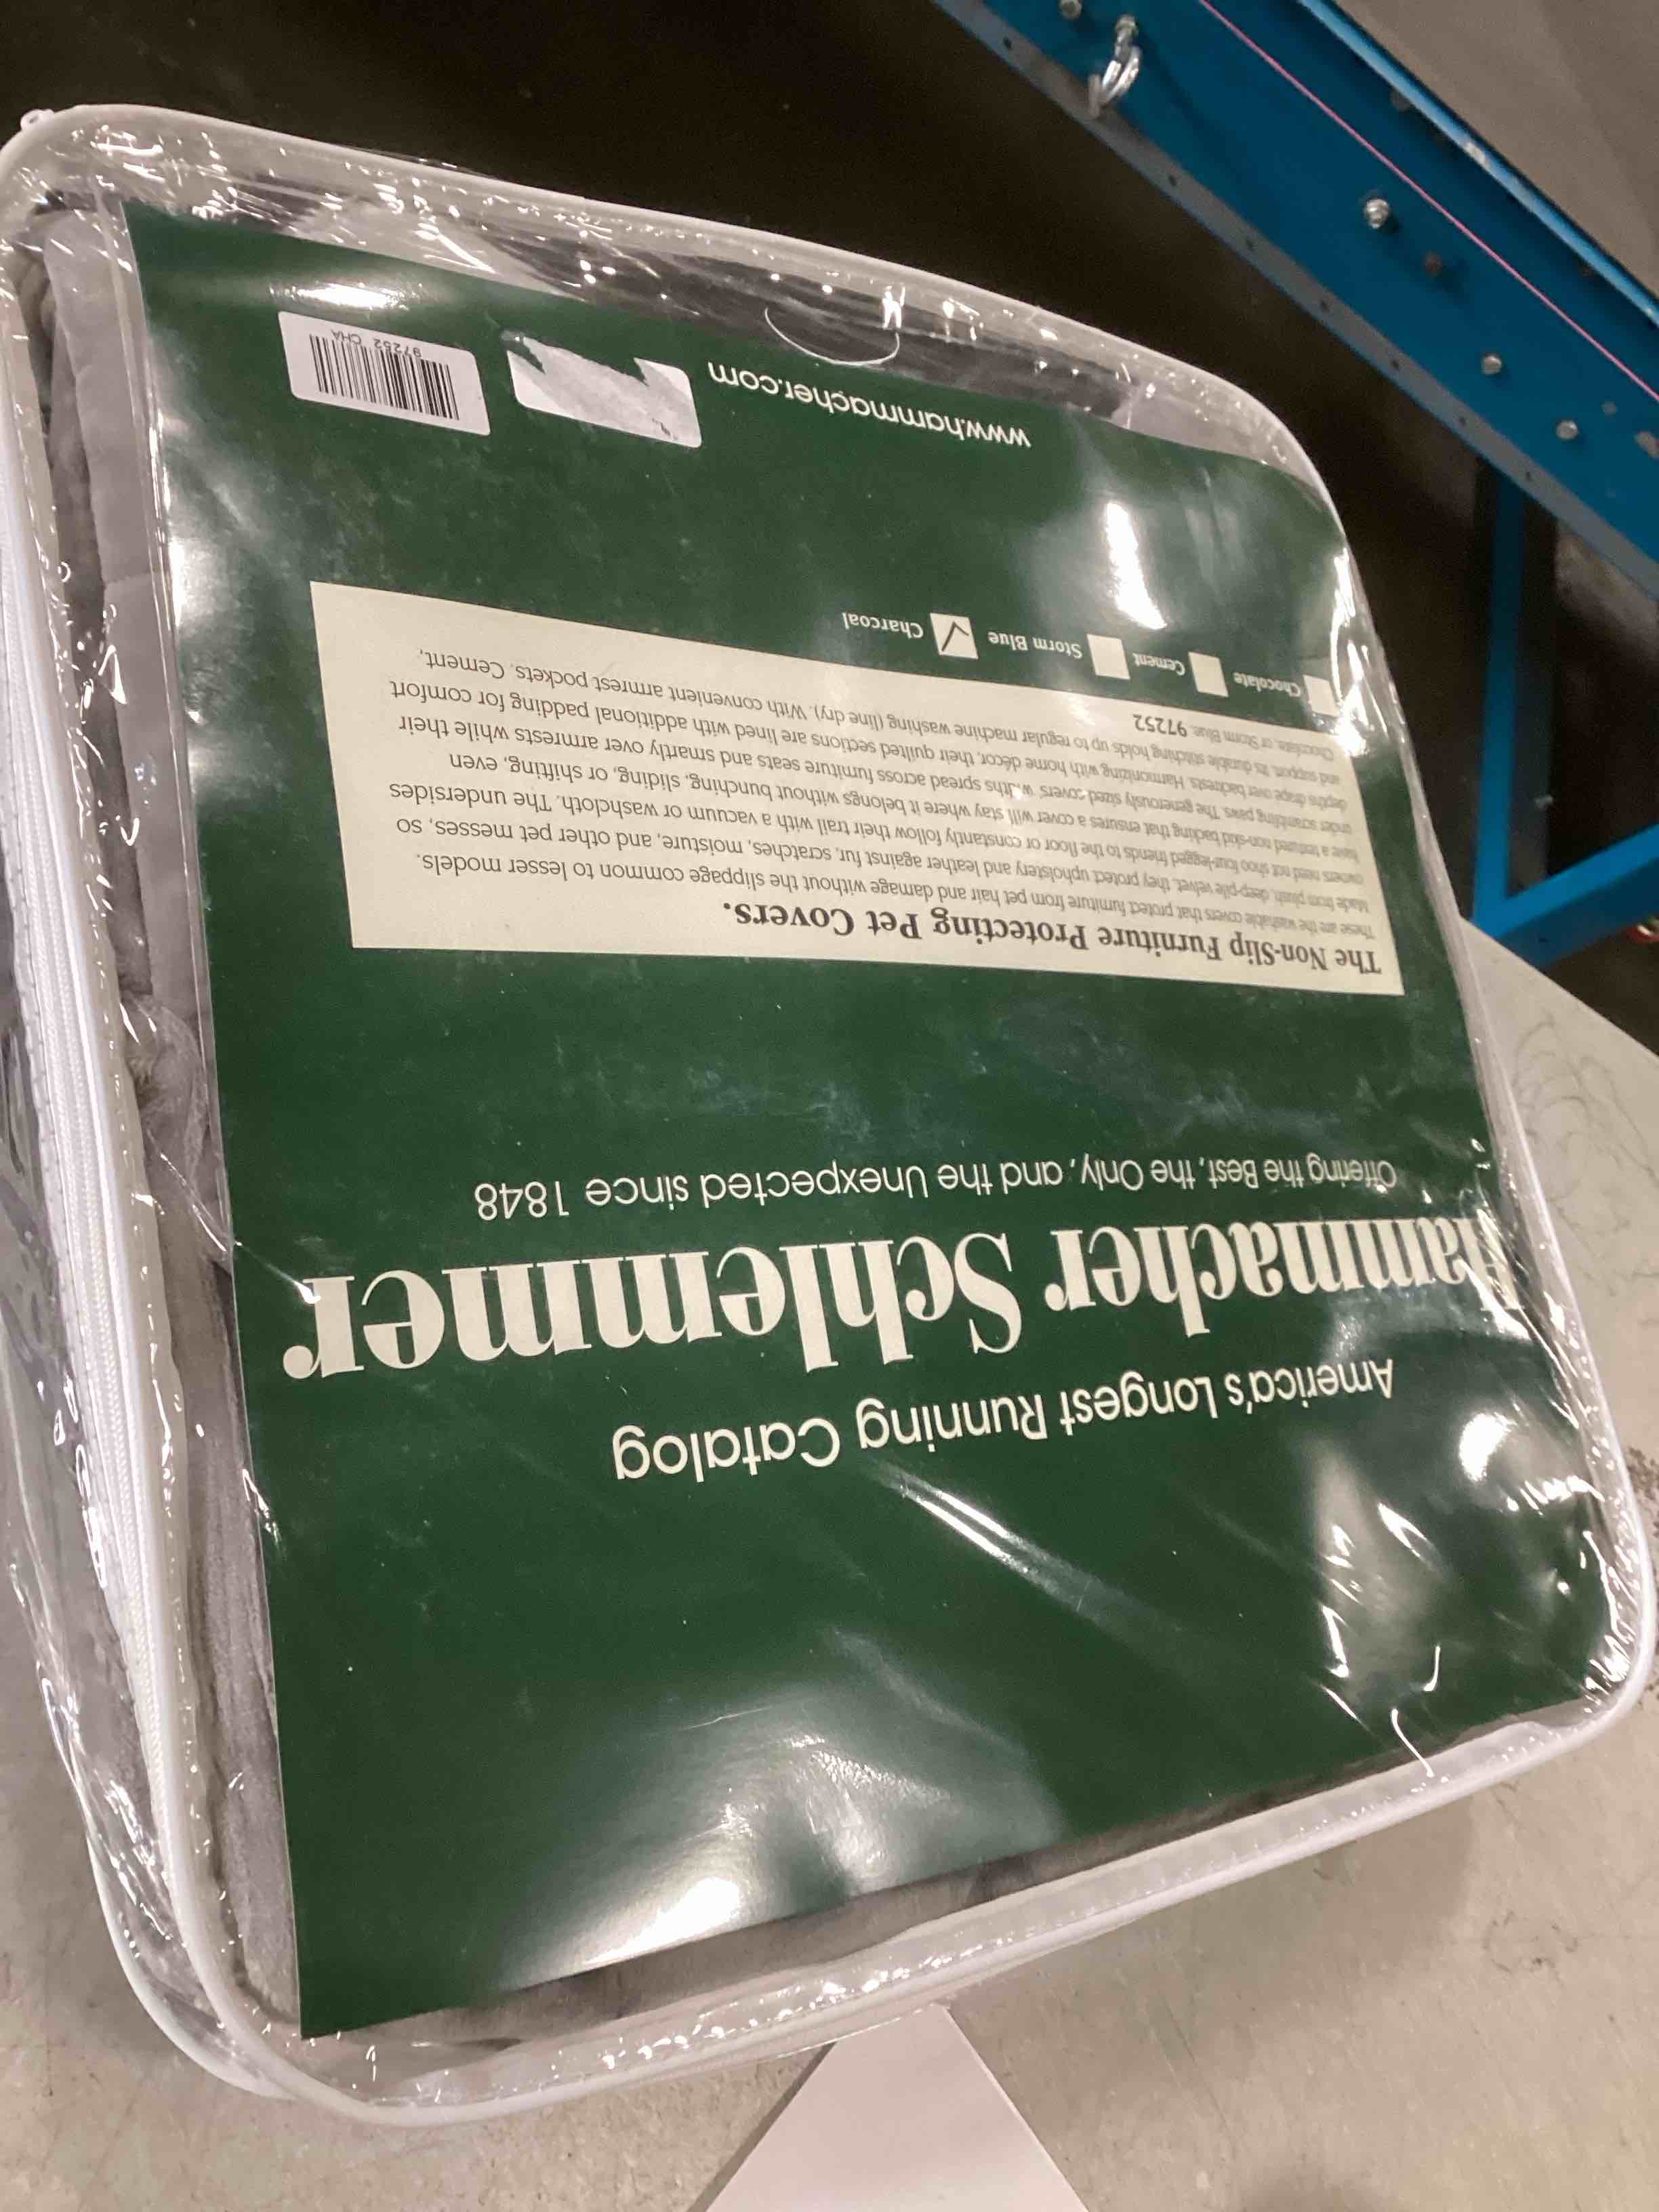 America's Longest Running Catalog
Hammacher Schlemmer
Offering the Best, the Only, and the Unexpected since 1848
The Non-Slip Furniture Protecting Pet Covers.
These are the washable covers that protect furniture from pet hair and damage without the slippage common to lesser models.
Made from plush deep-pile velvet, they protect upholstery and leather against fur, scratches, moisture, and other pet messes, so
owners need not shoo four-legged friends to the floor or constantly follow their trail with a vacuum or washcloth. The undersides
have a textured non-skid backing that ensures a cover will stay where it belongs without bunching, sliding, or shifting, even
under scrambling paws. The generously sized covers' widths spread across furniture seats and smartly over armrests while their
depths drape over backrests. Harmonizing with home décor, their quilted sections are lined with additional padding for comfort
and support. Its durable stitching holds up to regular machine washing (line dry). With convenient armrest pockets. Cement,
Chocolate, or Storm Blue. 97252
Chocolate Cement Storm Blue Charcoal
www.hammacher.com
97252 CHA